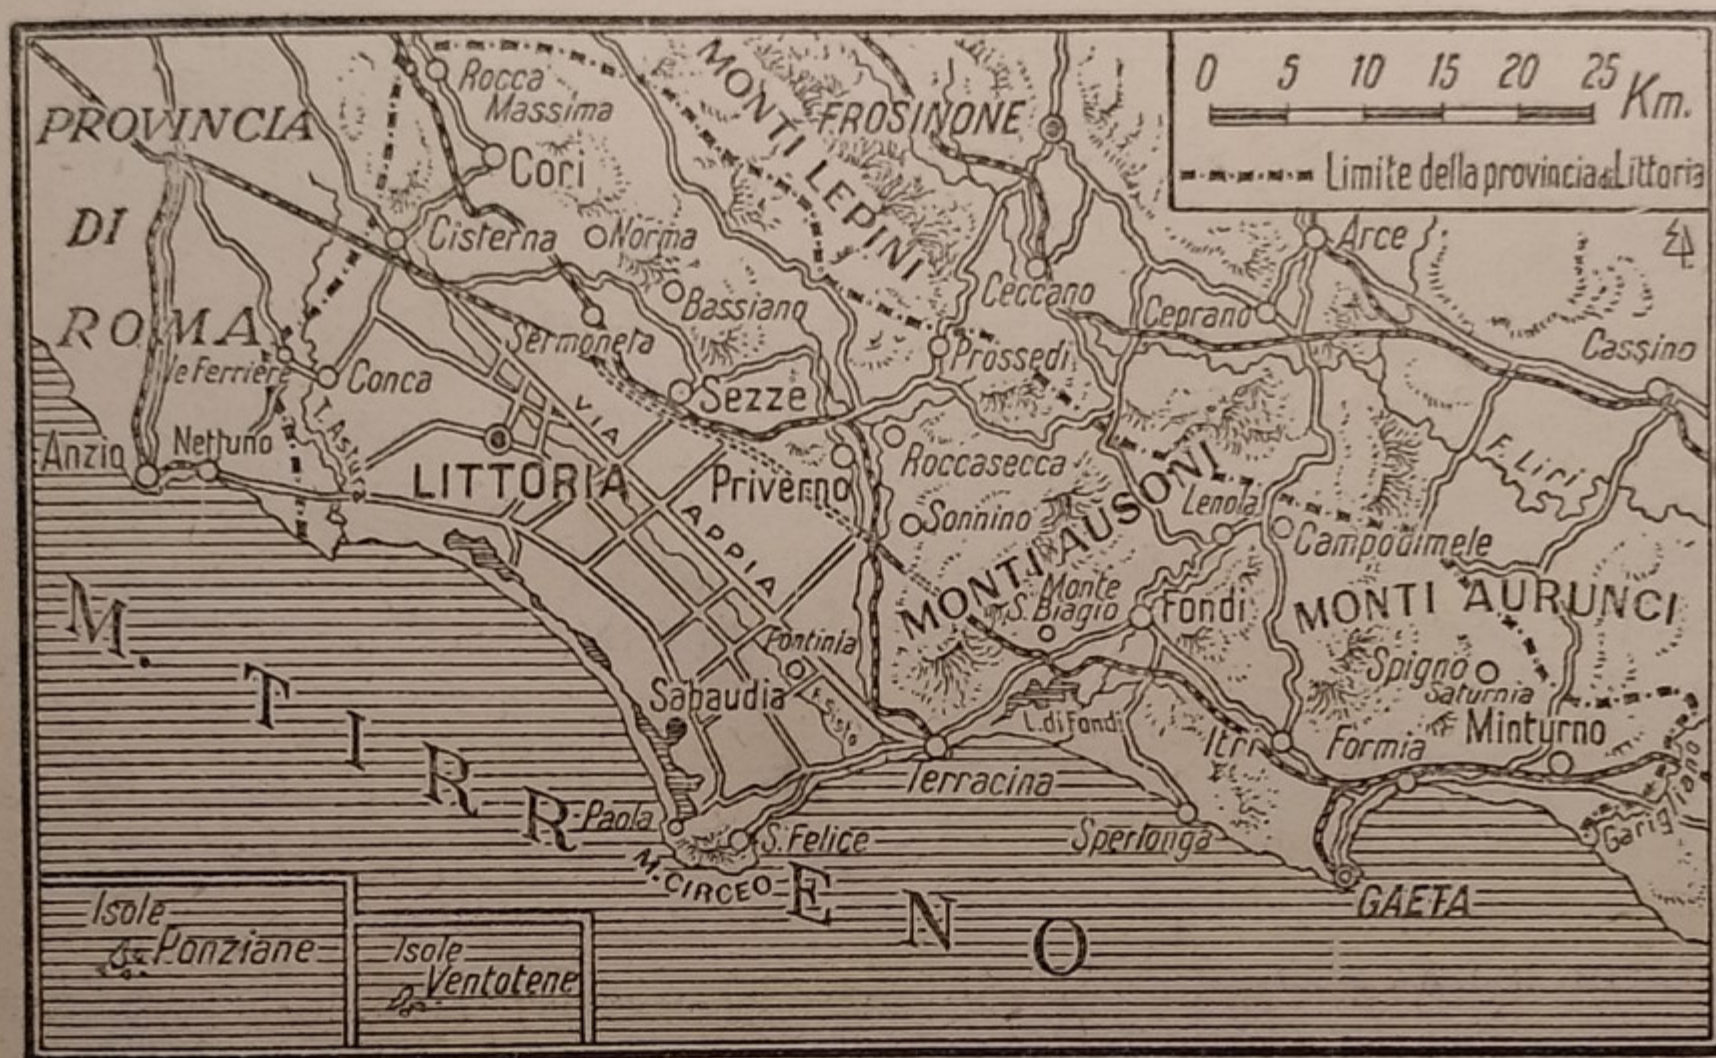 0 5 10 15 20 25 Km.
Limite della provincia di Littoria
PROVINCIA
DI
ROMA
Rocca
Massima
Cori
Cisterna
Norma
Bassiano
Sermoneta
MONTI LEPINI
FROSINONE
Ceccano
Ceprano
Arce
Cassino
Prossedi
le Ferriere
Conca
T. Astura
Sezze
VIA
APPIA
Anzio
Nettuno
LITTORIA
Priverno
Roccasecca
Sonnino
MONTI AUSONI
Lenola
F. Liri
Campodimele
Monte
S. Biagio
Fondi
MONTI AURUNCI
Pontinia
Sabaudia
F. Sisto
Spigno
Saturnia
Minturno
L. di Fondi
Itri
Formia
Terracina
Sperlonga
Garigliano
Paola
S. Felice
M. CIRCEO
GAETA
M. TIRRENO
Isole
Ponziane
Isole
Ventotene